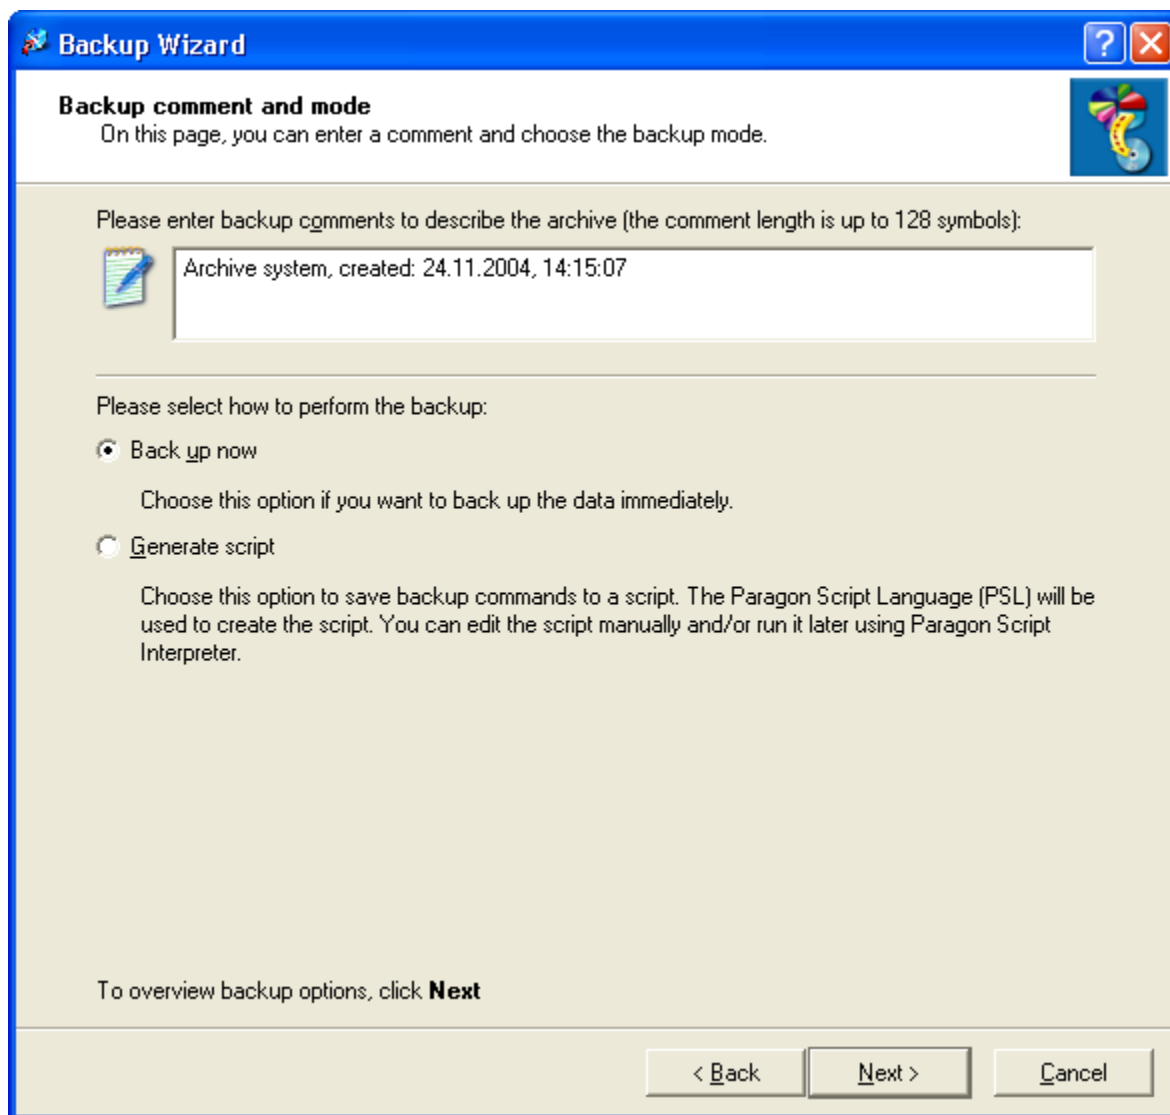 Backup Wizard
Backup comment and mode
On this page, you can enter a comment and choose the backup mode.
Please enter backup comments to describe the archive (the comment length is up to 128 symbols):
Archive system, created: 24.11.2004, 14:15:07
Please select how to perform the backup:
Back up now
Choose this option if you want to back up the data immediately.
Generate script
Choose this option to save backup commands to a script. The Paragon Script Language (PSL) will be
used to create the script. You can edit the script manually and/or run it later using Paragon Script
Interpreter.
To overview backup options, click Next
< Back Next > Cancel